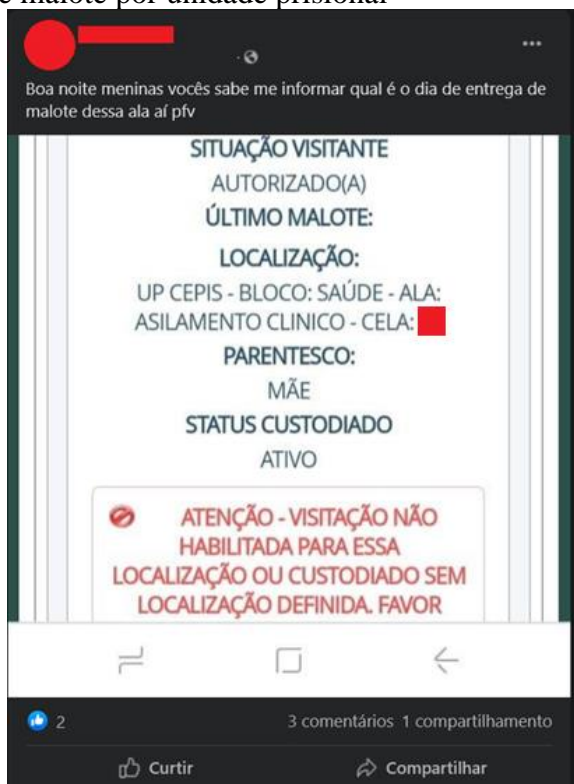 e malote por unidade prisional
Boa noite meninas vocês sabe me informar qual é o dia de entrega de
malote dessa ala aí pfv
SITUAÇÃO VISITANTE
AUTORIZADO(A)
ÚLTIMO MALOTE:
LOCALIZAÇÃO:
UP CEPIS - BLOCO: SAÚDE - ALA:
ASILAMENTO CLINICO - CELA:
PARENTESCO:
MÃE
STATUS CUSTODIADO
ATIVO
ATENÇÃO - VISITAÇÃO NÃO
HABILITADA PARA ESSA
LOCALIZAÇÃO OU CUSTODIADO SEM
LOCALIZAÇÃO DEFINIDA. FAVOR
2
3 comentários 1 compartilhamento
Curtir
Compartilhar